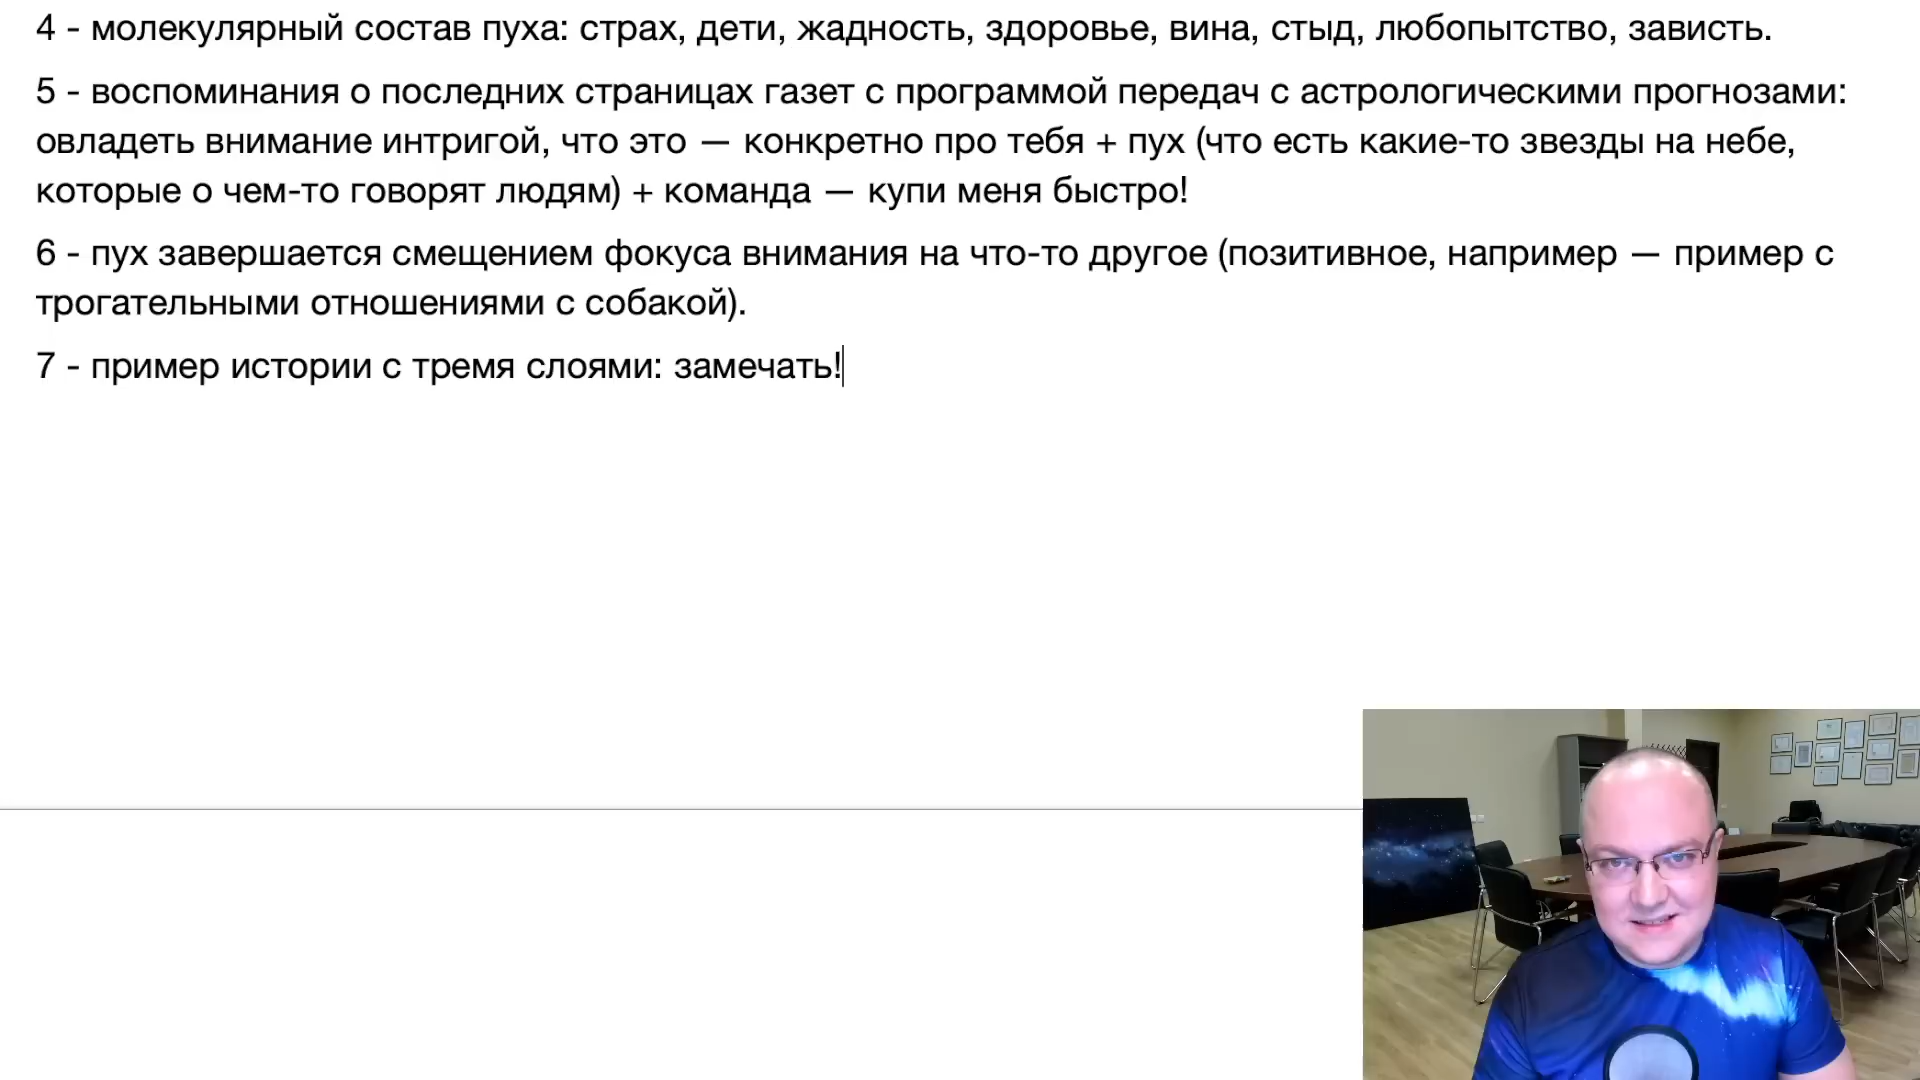 4 - молекулярный состав пуха: страх, дети, жадность, здоровье, вина, стыд, любопытство, зависть.
5 - воспоминания о последних страницах газет с программой передач с астрологическими прогнозами:
овладеть внимание интригой, что это — конкретно про тебя + пух (что есть какие-то звезды на небе,
которые о чем-то говорят людям) + команда — купи меня быстро!
6 - пух завершается смещением фокуса внимания на что-то другое (позитивное, например — пример с
трогательными отношениями с собакой).
7 - пример истории с тремя слоями: замечать!